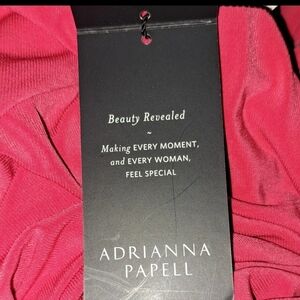 Beauty Revealed
~
Making EVERY MOMENT,
and EVERY WOMAN,
FEEL SPECIAL
ADRIANNA
PAPELL